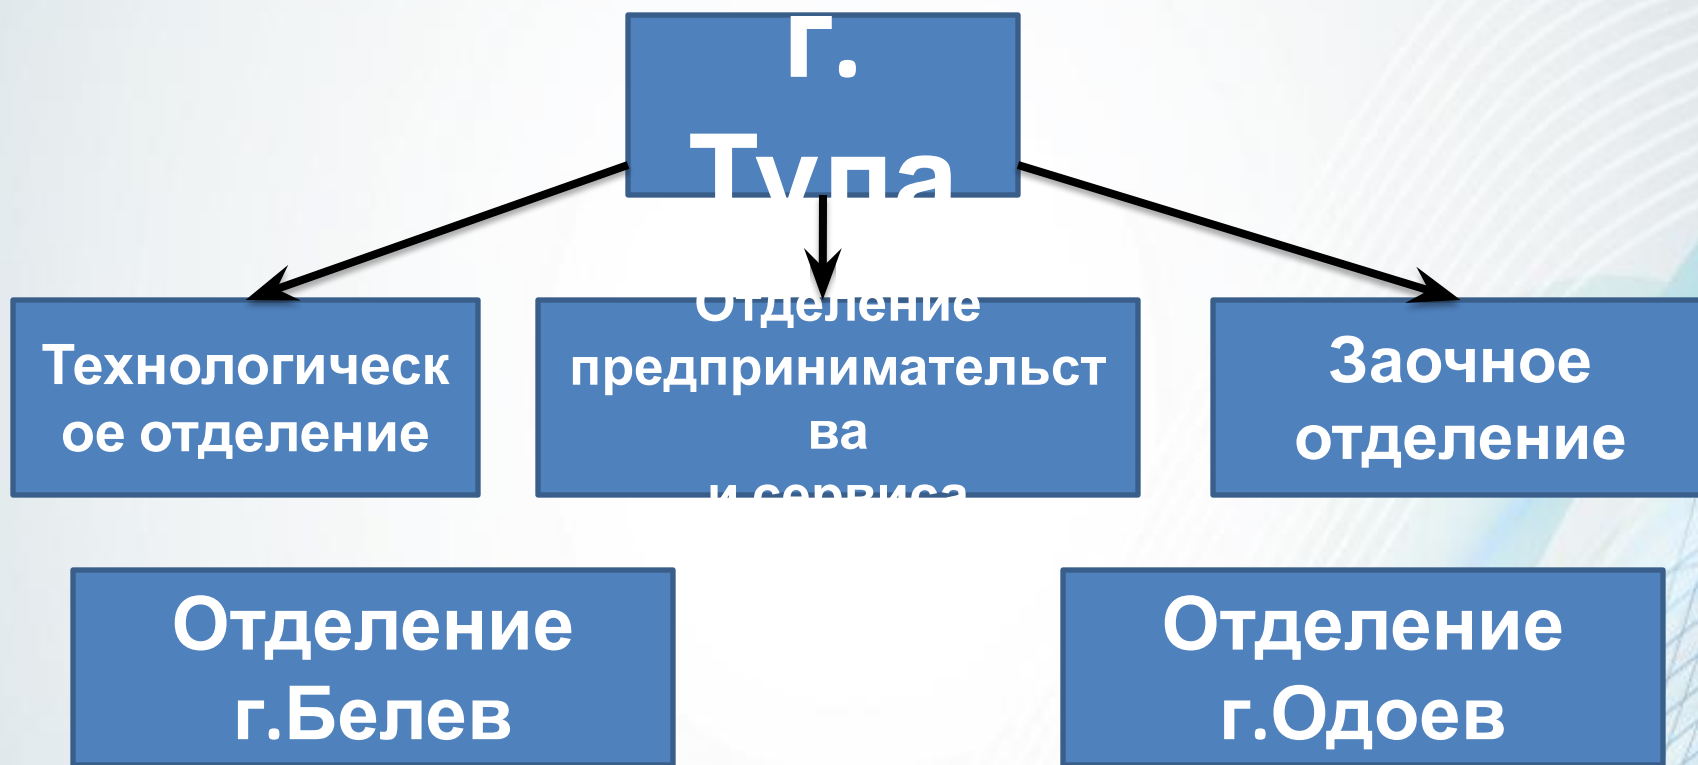 г.
Тула
Технологическ
ое отделение
Отделение
предпринимательст
ва
и сервиса
Заочное
отделение
Отделение
г.Белев
Отделение
г.Одоев